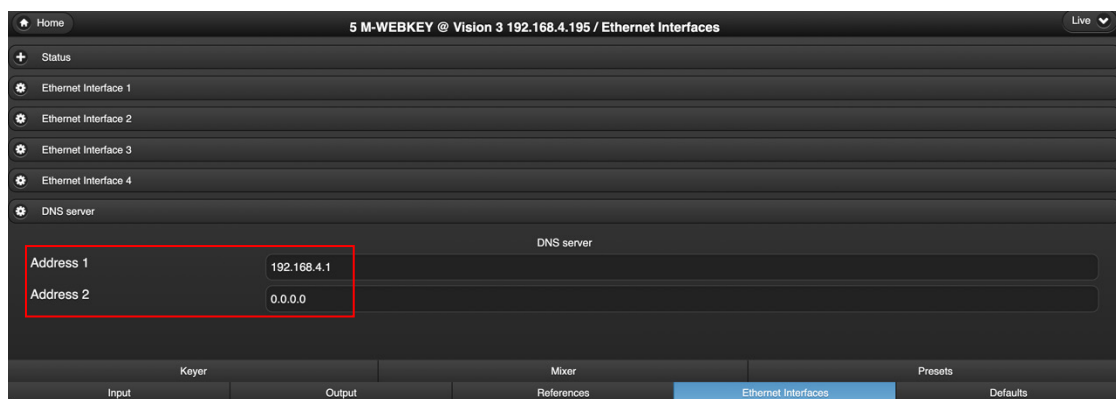 Home
5 M-WEBKEY @ Vision 3 192.168.4.195 / Ethernet Interfaces
Live
Status
Ethernet Interface 1
Ethernet Interface 2
Ethernet Interface 3
Ethernet Interface 4
DNS server
DNS server
Address 1 192.168.4.1
Address 2 0.0.0.0
Keyer Mixer Presets
Input Output References Ethernet Interfaces Defaults